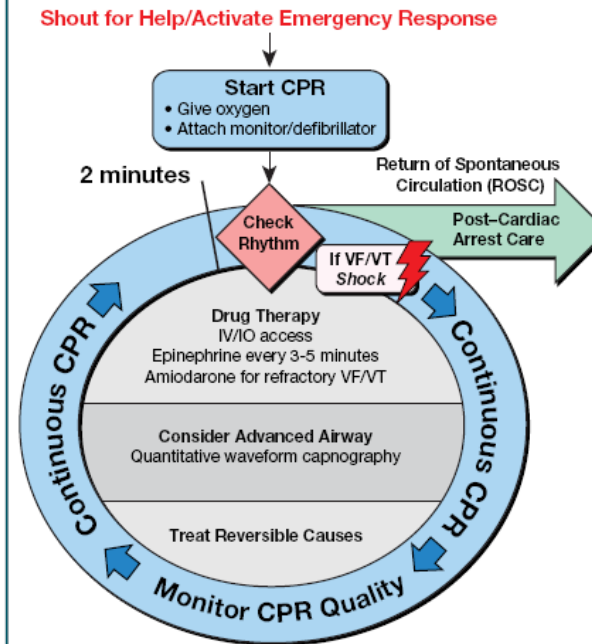 Shout for Help/Activate Emergency Response
Start CPR
• Give oxygen
• Attach monitor/defibrillator
2 minutes
Return of Spontaneous
Circulation (ROSC)
Check
Rhythm
Post–Cardiac
Arrest Care
If VF/VT
Shock
Drug Therapy
IV/IO access
Epinephrine every 3-5 minutes
Amiodarone for refractory VF/VT
Consider Advanced Airway
Quantitative waveform capnography
Treat Reversible Causes
Continuous CPR
Continuous CPR
Monitor CPR Quality